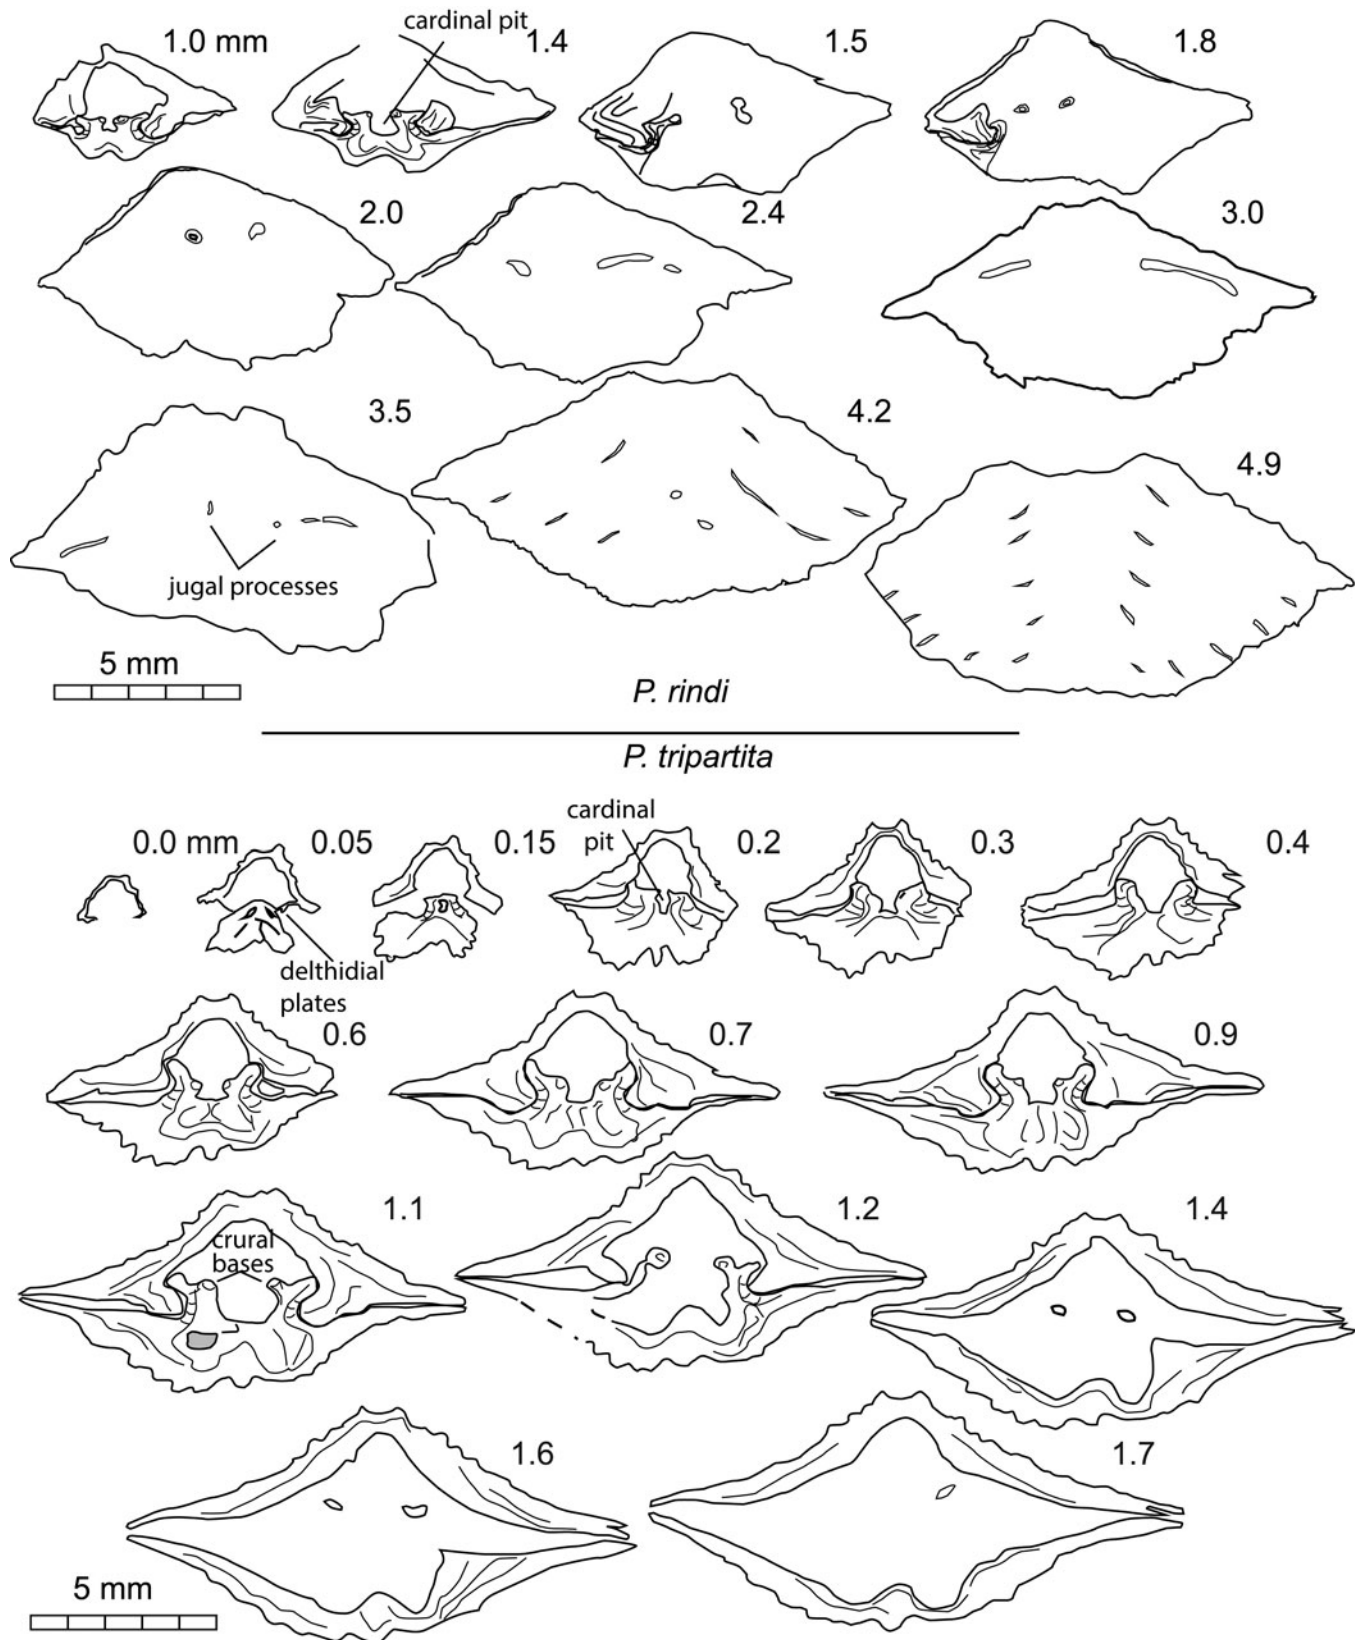 cardinal pit
1.0 mm
1.4
1.5
1.8
2.0
2.4
3.0
3.5
4.2
4.9
jugal processes
5 mm
P. rindi
P. tripartita
cardinal
pit
0.0 mm
0.05
0.15
0.2
0.3
0.4
delthidial
plates
0.6
0.7
0.9
1.1
1.2
1.4
crural
bases
1.6
1.7
5 mm